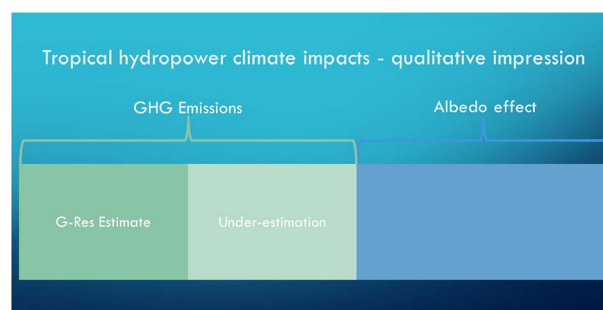 Tropical hydropower climate impacts - qualitative impression
GHG Emissions
Albedo effect
G-Res Estimate
Under-estimation